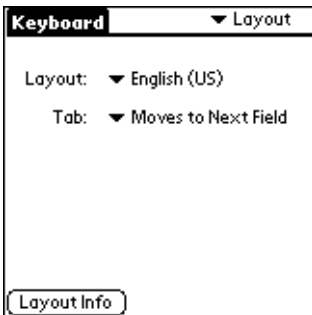 Keyboard ▼ Layout
Layout: ▼ English (US)
Tab: ▼ Moves to Next Field
Layout Info